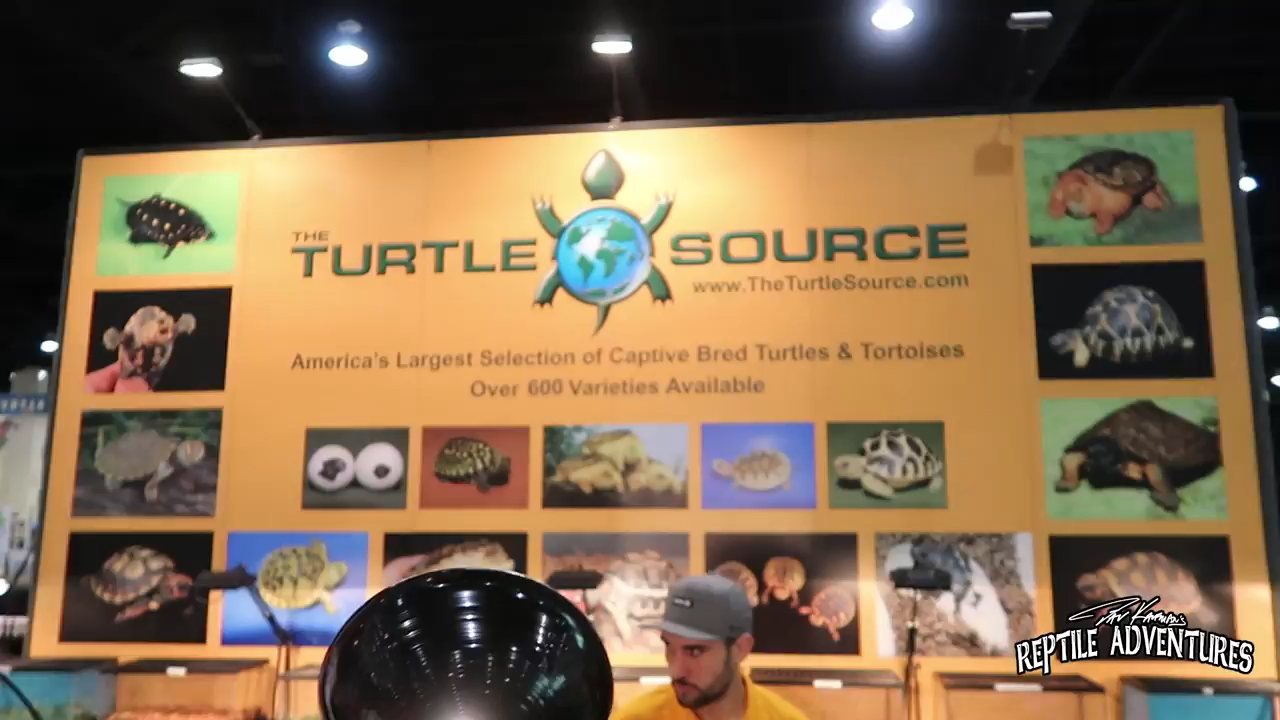 THE
TURTLE SOURCE
www.TheTurtleSource.com
America's Largest Selection of Captive Bred Turtles & Tortoises
Over 600 Varieties Available
REPTILE ADVENTURES